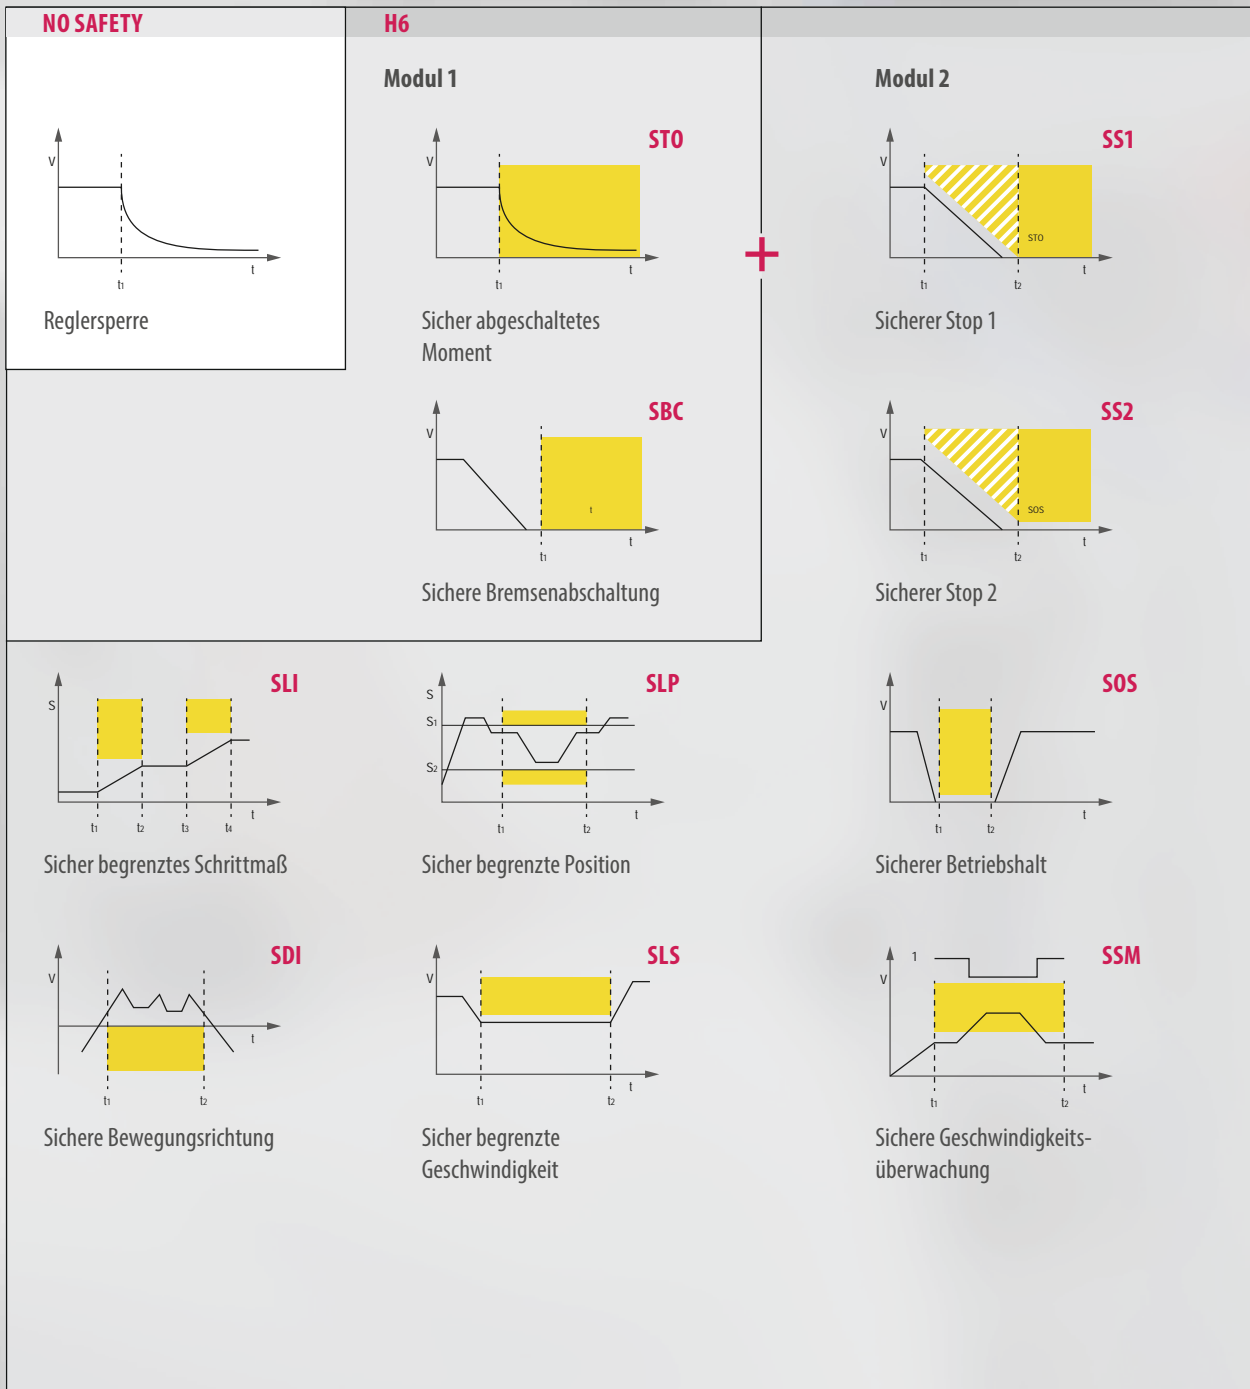 NO SAFETY
H6
Modul 1
Modul 2
V
t
t1
Reglersperre
STO
V
t
t1
Sicher abgeschaltetes
Moment
+
SS1
V
STO
t
t1
t2
Sicherer Stop 1
SBC
V
t
t
t1
Sichere Bremsenabschaltung
SS2
V
SOS
t
t1
t2
Sicherer Stop 2
SLI
S
t
t1
t2
t3
t4
Sicher begrenztes Schrittmaß
SLP
S
S1
S2
t
t1
t2
Sicher begrenzte Position
SOS
V
t
t1
t2
Sicherer Betriebshalt
SDI
V
t
t1
t2
Sichere Bewegungsrichtung
SLS
V
t
t1
t2
Sicher begrenzte
Geschwindigkeit
SSM
1
V
t
t1
t2
Sichere Geschwindigkeits-
überwachung